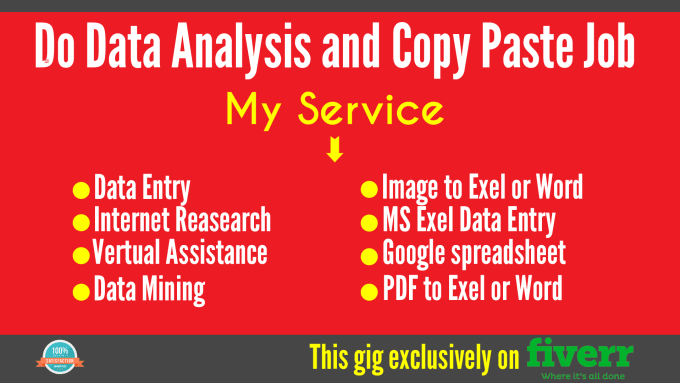 Do Data Analysis and Copy Paste Job
My Service
Data Entry
Internet Reasearch
Vertual Assistance
Data Mining
Image to Exel or Word
MS Exel Data Entry
Google spreadsheet
PDF to Exel or Word
100%
SATISFACTION
This gig exclusively on fiverr
Where it's all done